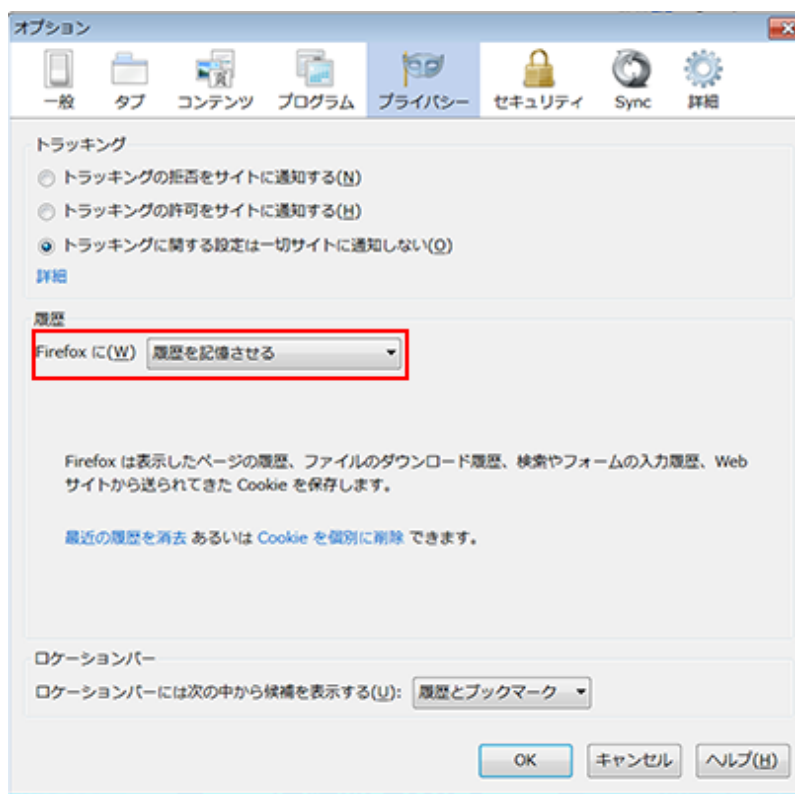 オプション
一般 タブ コンテンツ プログラム プライバシー セキュリティ Sync 詳細
トラッキング
トラッキングの拒否をサイトに通知する(N)
トラッキングの許可をサイトに通知する(H)
トラッキングに関する設定は一切サイトに通知しない(O)
詳細
履歴
Firefox に(W) 履歴を記憶させる
Firefox は表示したページの履歴、ファイルのダウンロード履歴、検索やフォームの入力履歴、Web
サイトから送られてきた Cookie を保存します。
最近の履歴を消去 あるいは Cookie を個別に削除 できます。
ロケーションバー
ロケーションバーには次の中から候補を表示する(U): 履歴とブックマーク
OK キャンセル ヘルプ(H)